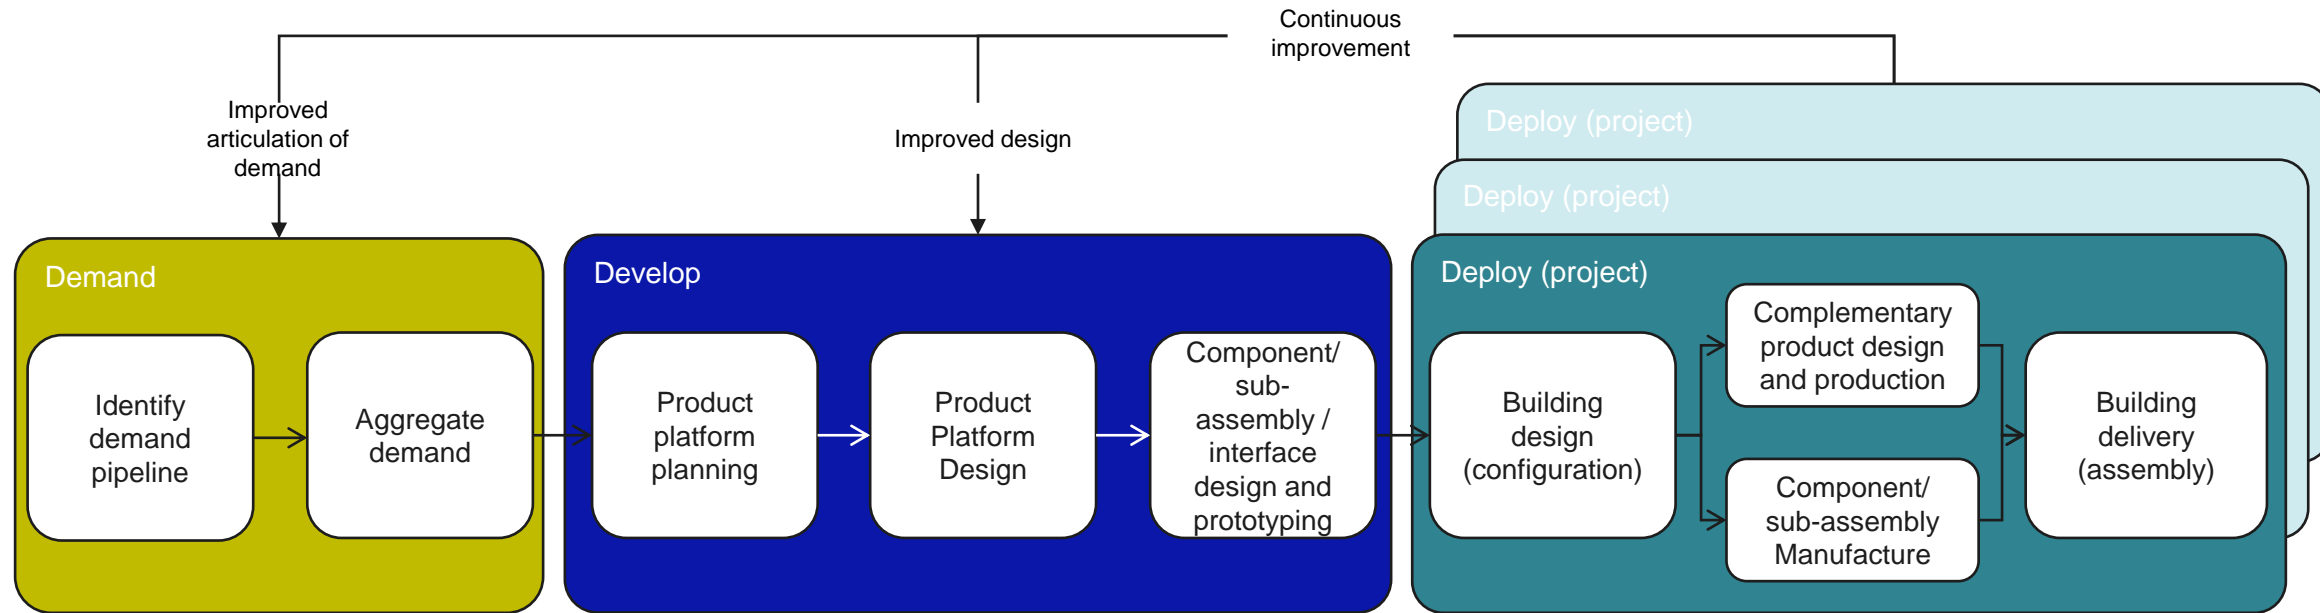 Continuous
improvement
Improved
articulation of
demand
Improved design
Deploy (project)
Deploy (project)
Demand
Develop
Deploy (project)
Identify
demand
pipeline
Aggregate
demand
Product
platform
planning
Product
Platform
Design
Component/
sub-
assembly /
interface
design and
prototyping
Building
design
(configuration)
Complementary
product design
and production
Component/
sub-assembly
Manufacture
Building
delivery
(assembly)